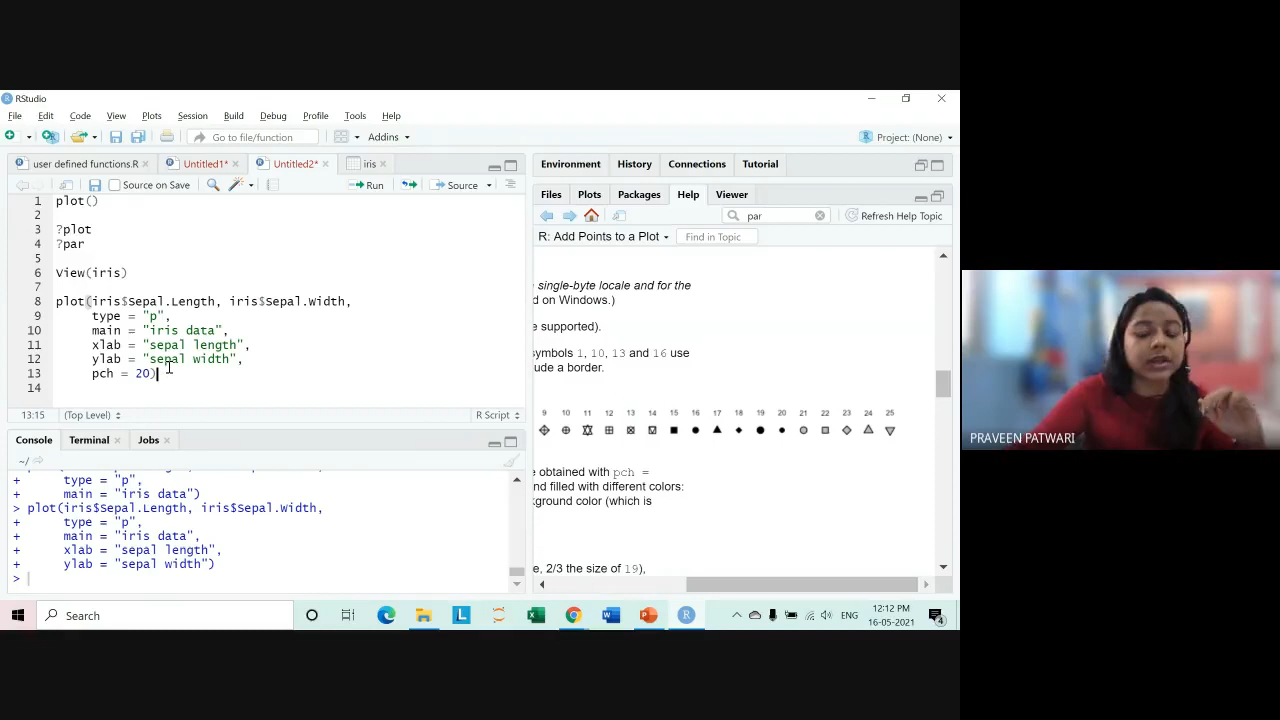 RStudio
File Edit Code View Plots Session Build Debug Profile Tools Help
Go to file/function Addins Project: (None)
user defined functions.R Untitled1* Untitled2* iris
Source on Save Run Source
1 plot()
2
3 ?plot
4 ?par
5
6 View(iris)
7
8 plot(iris$Sepal.Length, iris$Sepal.Width,
9 type = "p",
10 main = "iris data",
11 xlab = "sepal length",
12 ylab = "sepal width",
13 pch = 20)
14
13:15 (Top Level) R Script
Console Terminal Jobs
~/
+ type = "p",
+ main = "iris data")
> plot(iris$Sepal.Length, iris$Sepal.Width,
+ type = "p",
+ main = "iris data",
+ xlab = "sepal length",
+ ylab = "sepal width")
>
Environment History Connections Tutorial
Files Plots Packages Help Viewer
par Refresh Help Topic
R: Add Points to a Plot Find in Topic
single-byte locale and for the
d on Windows.)
e supported).
symbols 1, 10, 13 and 16 use
ude a border.
9 10 11 12 13 14 15 16 17 18 19 20 21 22 23 24 25
e obtained with pch =
nd filled with different colors:
kground color (which is
e, 2/3 the size of 19),
PRAVEEN PATWARI
Search
ENG
12:12 PM
16-05-2021
4